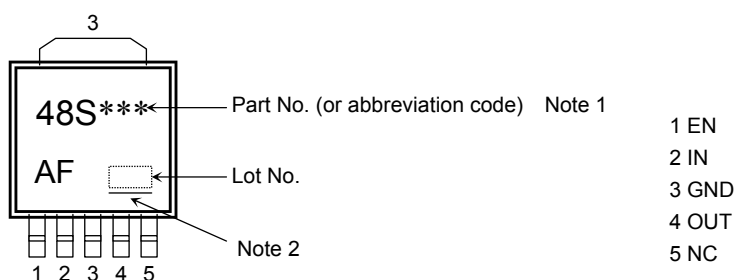 3
48S***
Part No. (or abbreviation code) Note 1
AF
Lot No.
Note 2
1 2 3 4 5
1 EN
2 IN
3 GND
4 OUT
5 NC